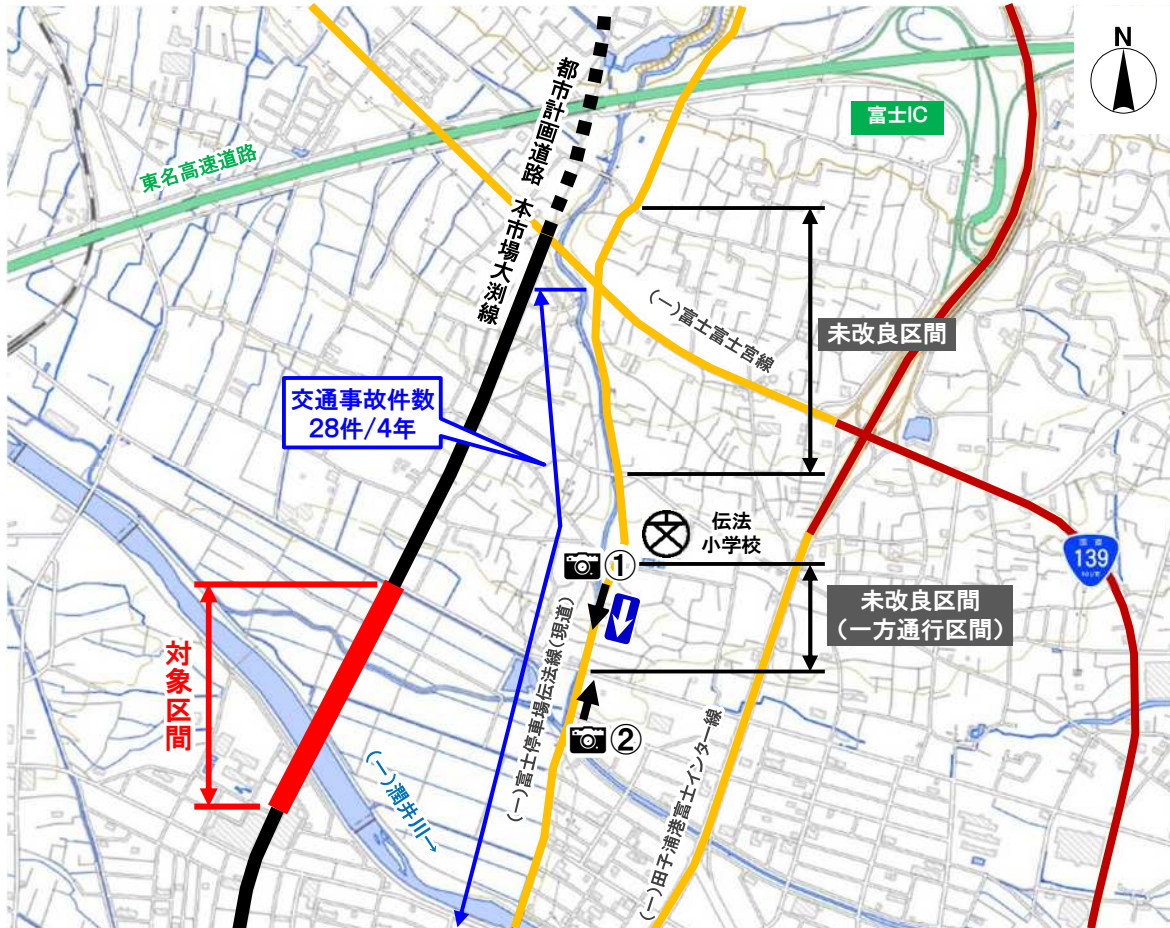 N
富士IC
東名高速道路
都市計画道路 本市場大渕線
(一)富士富士宮線
未改良区間
交通事故件数
28件/4年
伝法
小学校
文
①
国道
139
未改良区間
(一方通行区間)
対象区間
②
(一)富士停車場伝法線(現道)
(一)潤井川→
(一)田子浦港富士インター線